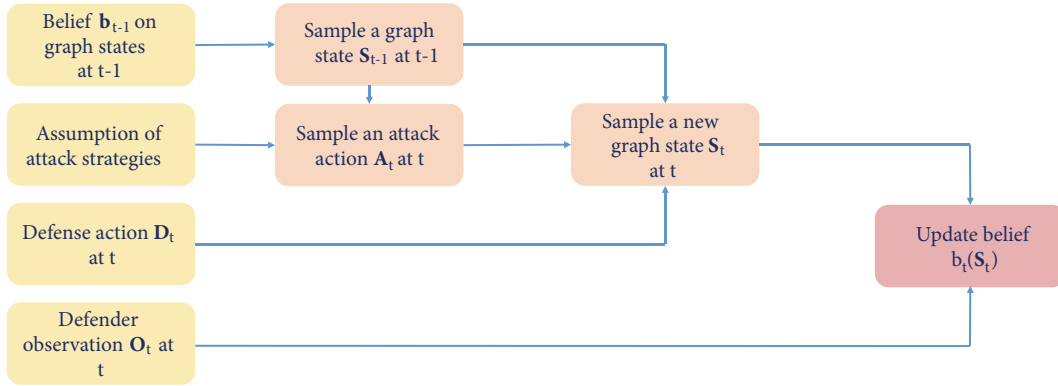 Belief b_{t-1} on
graph states
at t-1
Sample a graph
state S_{t-1} at t-1
Assumption of
attack strategies
Sample an attack
action A_t at t
Sample a new
graph state S_t
at t
Defense action D_t
at t
Update belief
b_t(S_t)
Defender
observation O_t at
t